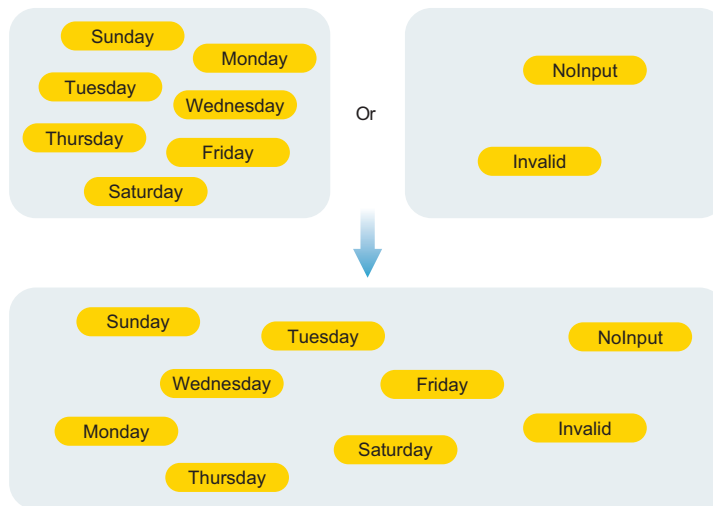 Sunday
Monday
Tuesday
Wednesday
Thursday
Friday
Saturday
Or
NoInput
Invalid
Sunday
Tuesday
NoInput
Wednesday
Friday
Monday
Invalid
Saturday
Thursday